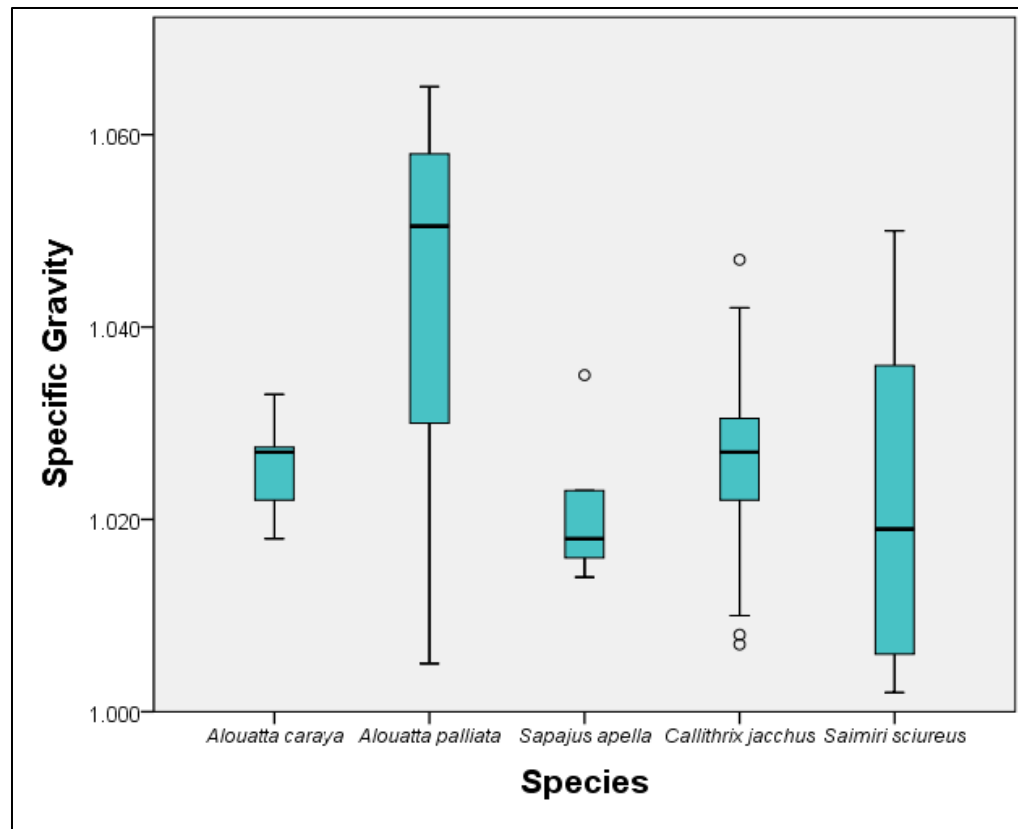 Specific Gravity
1.060
1.040
1.020
1.000
Alouatta caraya Alouatta palliata Sapajus apella Callithrix jacchus Saimiri sciureus
Species